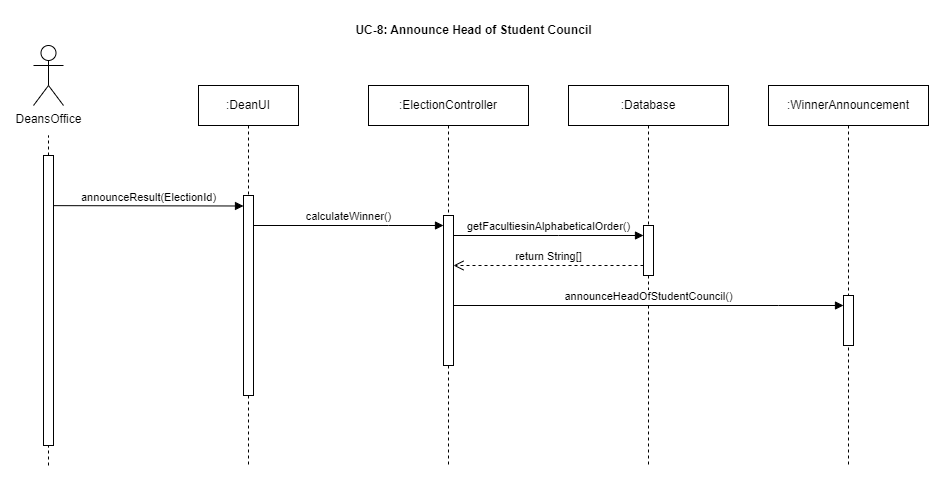 UC-8: Announce Head of Student Council
DeansOffice
:DeanUI
:ElectionController
:Database
:WinnerAnnouncement
announceResult(ElectionId)
calculateWinner()
getFacultiesinAlphabeticalOrder()
return String[]
announceHeadOfStudentCouncil()